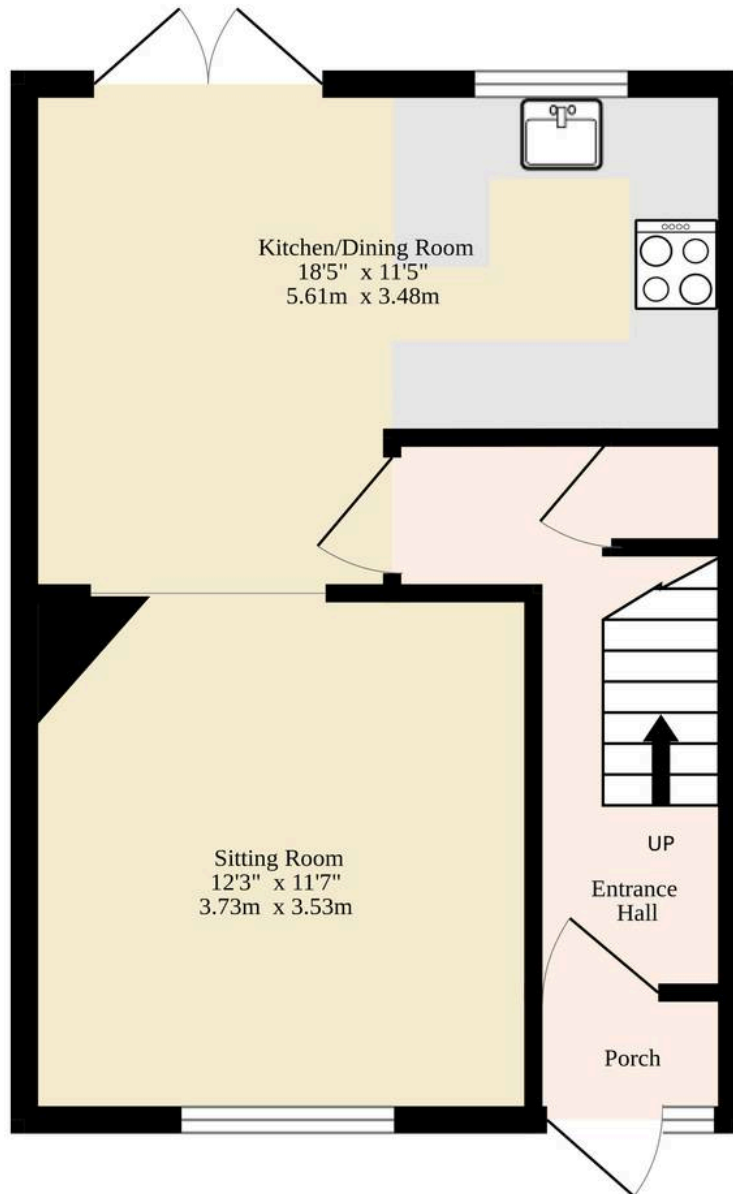 Kitchen/Dining Room
18'5" x 11'5"
5.61m x 3.48m
Sitting Room
12'3" x 11'7"
3.73m x 3.53m
UP
Entrance
Hall
Porch